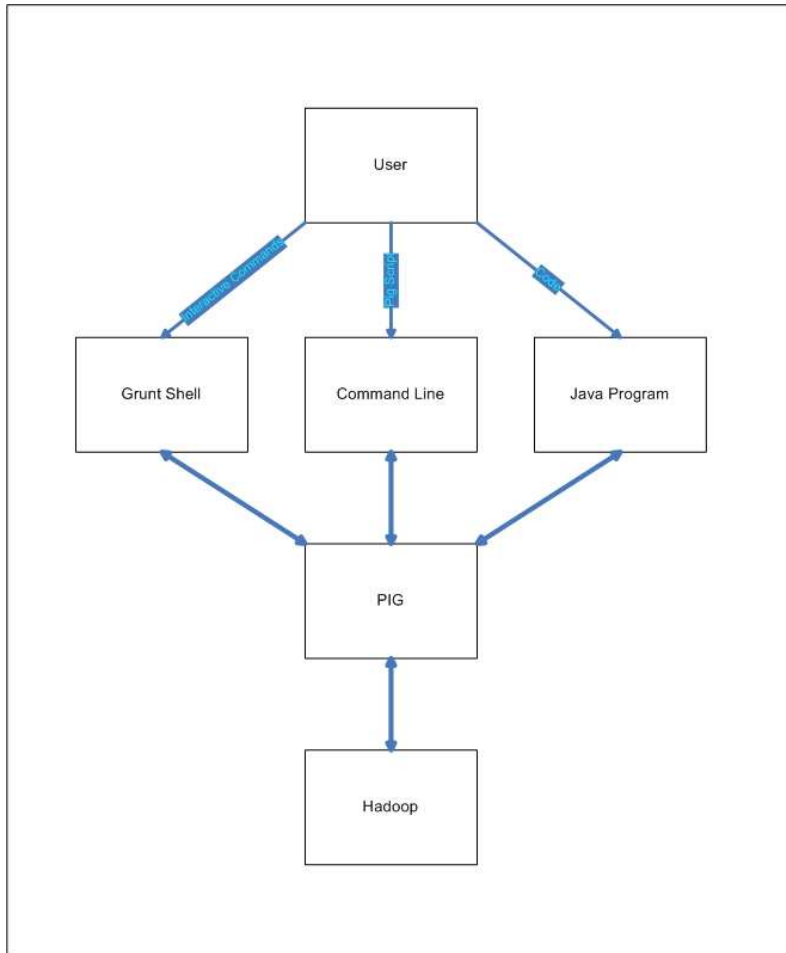 User
Interactive Commands
Pig Script
Code
Grunt Shell
Command Line
Java Program
PIG
Hadoop